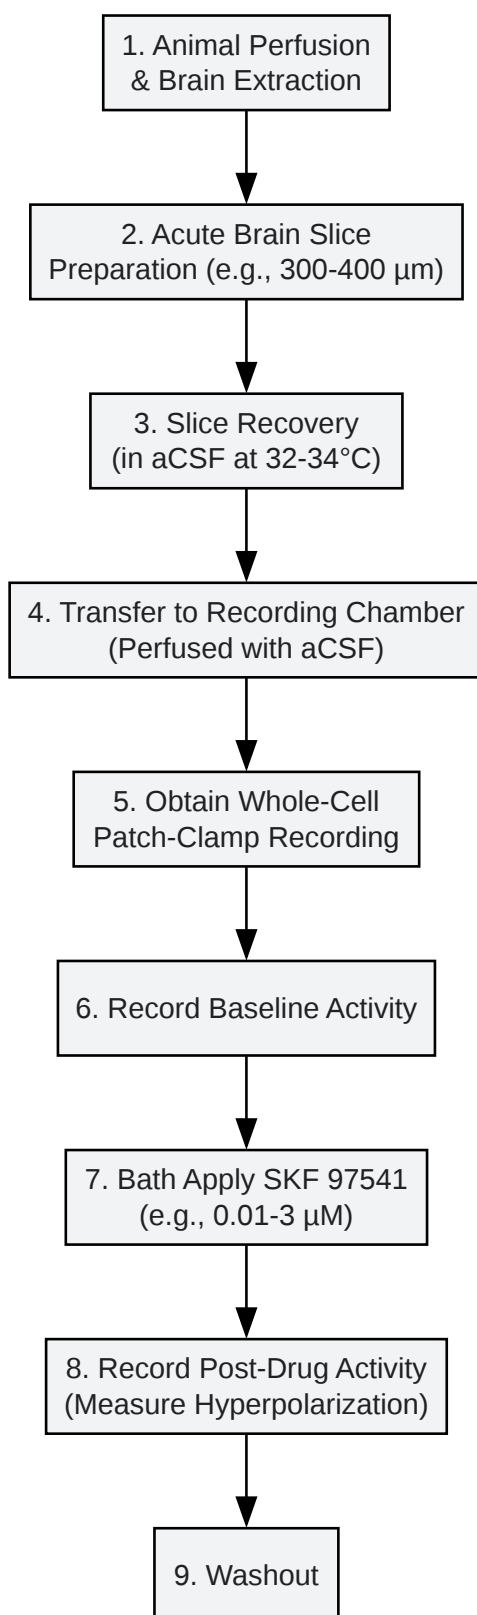 1. Animal Perfusion
& Brain Extraction
2. Acute Brain Slice
Preparation (e.g., 300-400 µm)
3. Slice Recovery
(in aCSF at 32-34°C)
4. Transfer to Recording Chamber
(Perfused with aCSF)
5. Obtain Whole-Cell
Patch-Clamp Recording
6. Record Baseline Activity
7. Bath Apply SKF 97541
(e.g., 0.01-3 µM)
8. Record Post-Drug Activity
(Measure Hyperpolarization)
9. Washout